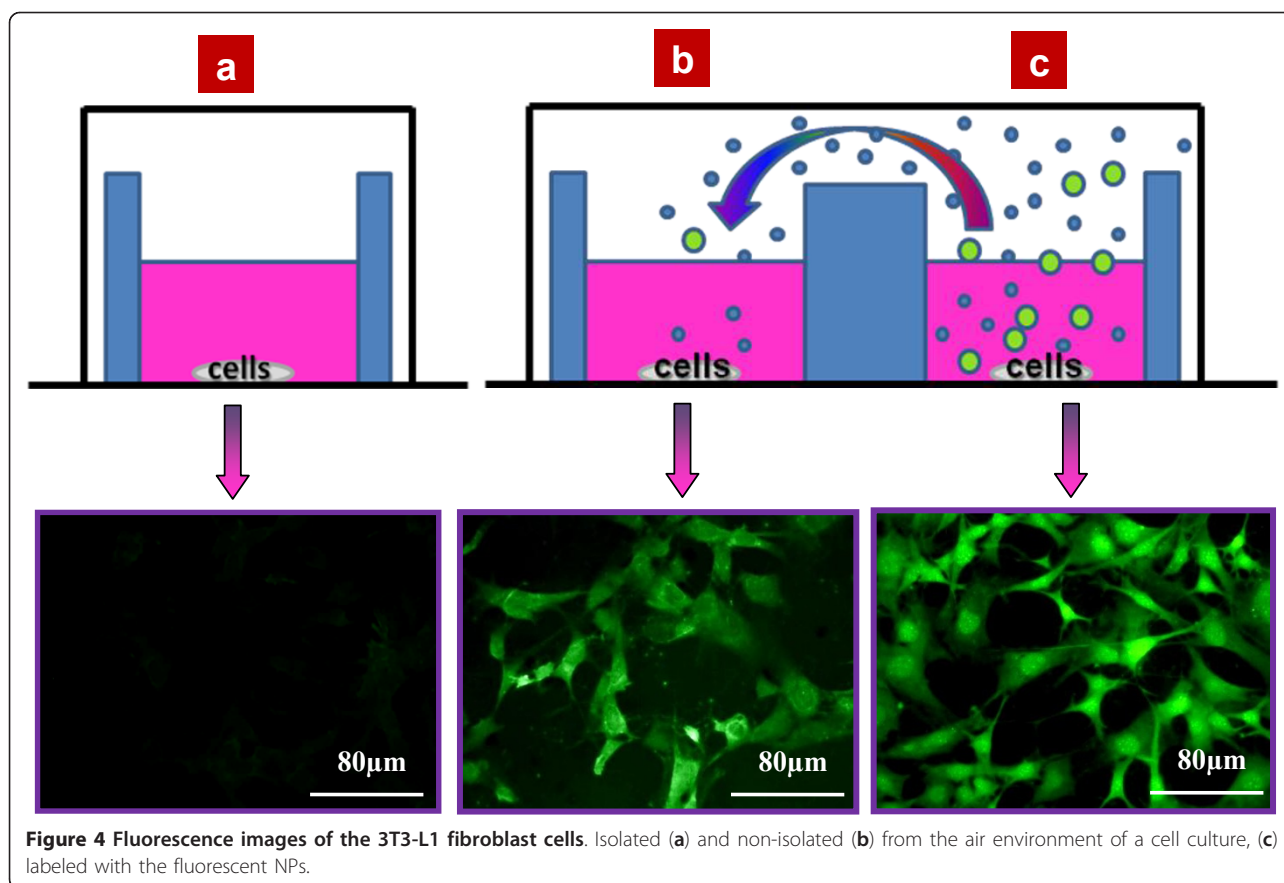 a b c
cells cells cells
80µm 80µm 80µm
Figure 4 Fluorescence images of the 3T3-L1 fibroblast cells. Isolated (a) and non-isolated (b) from the air environment of a cell culture, (c)
labeled with the fluorescent NPs.